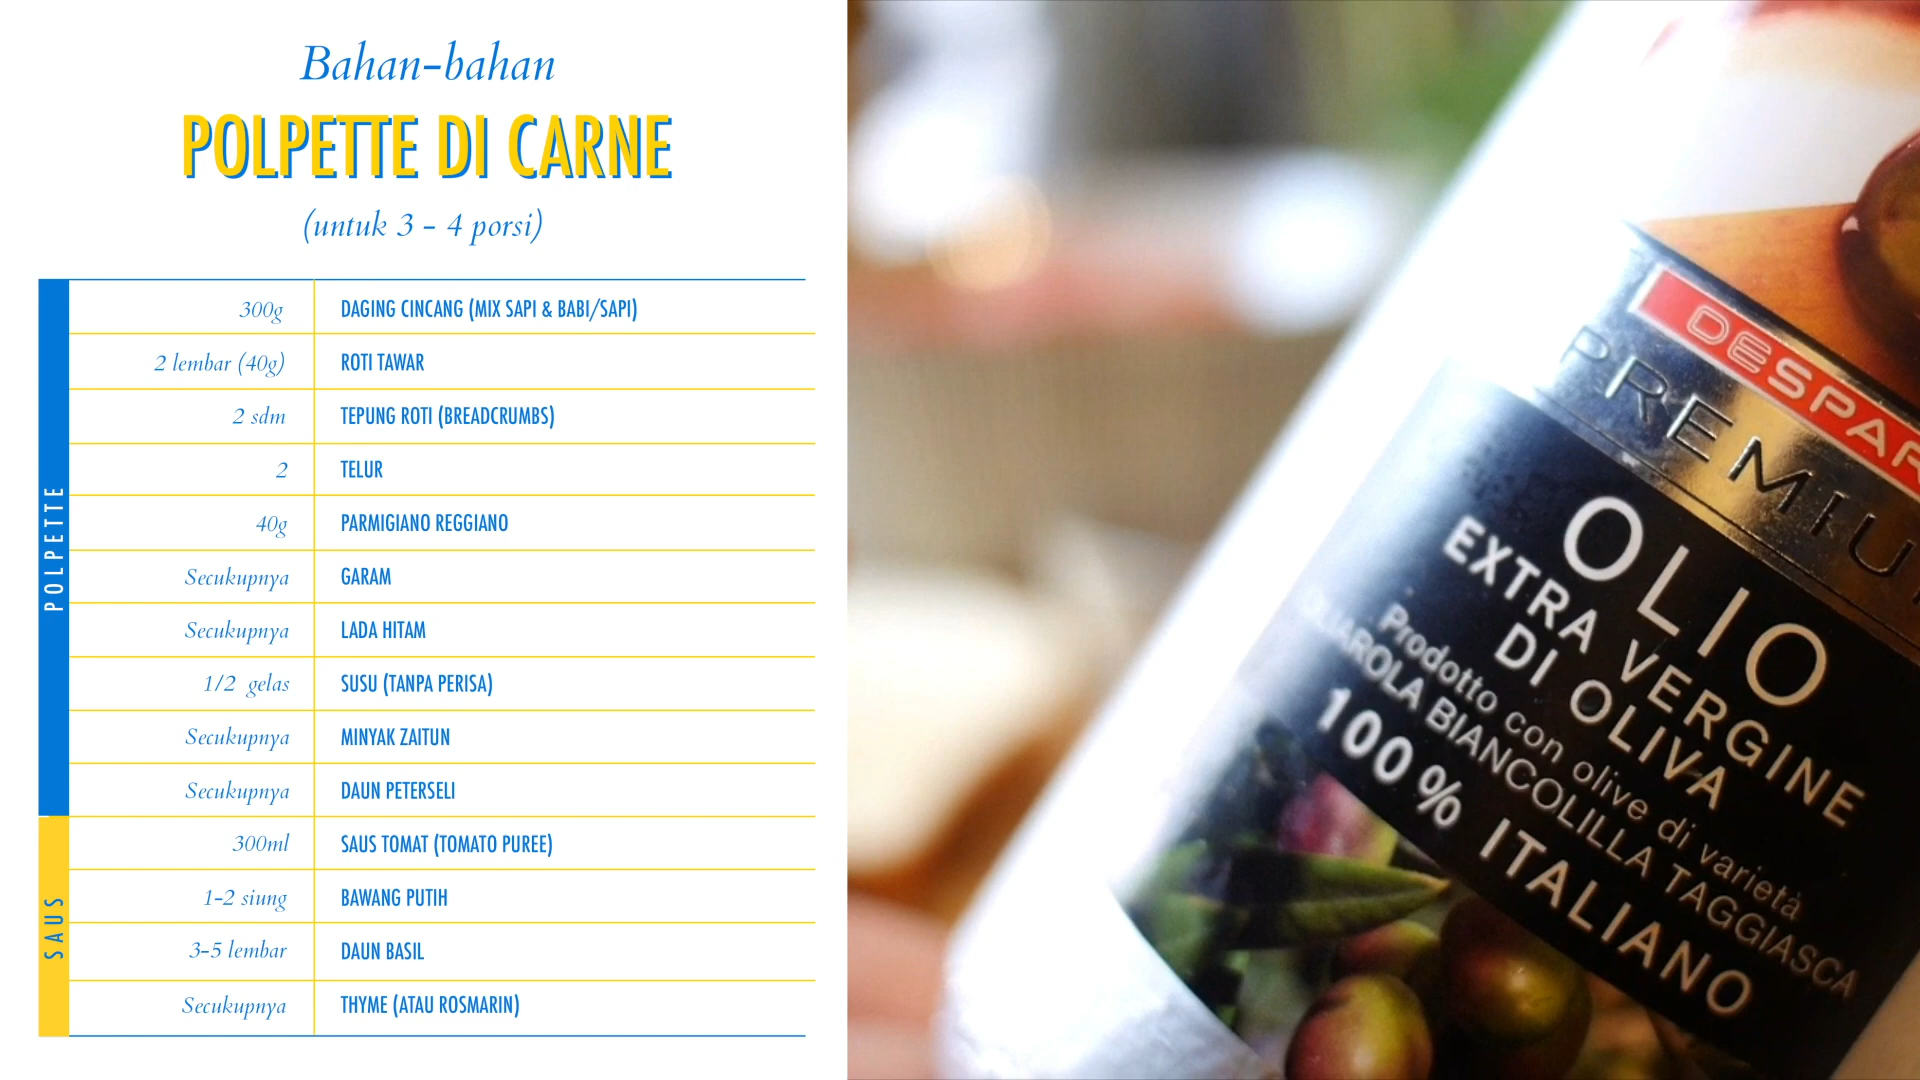 Bahan-bahan
POLPETTE DI CARNE
(untuk 3 - 4 porsi)
POLPETTE
300g DAGING CINCANG (MIX SAPI & BABI/SAPI)
2 lembar (40g) ROTI TAWAR
2 sdm TEPUNG ROTI (BREADCRUMBS)
2 TELUR
40g PARMIGIANO REGGIANO
Secukupnya GARAM
Secukupnya LADA HITAM
1/2 gelas SUSU (TANPA PERISA)
Secukupnya MINYAK ZAITUN
Secukupnya DAUN PETERSELI
SAUS
300ml SAUS TOMAT (TOMATO PUREE)
1-2 siung BAWANG PUTIH
3-5 lembar DAUN BASIL
Secukupnya THYME (ATAU ROSMARIN)
DESPAR
PREMIU
OLIO
EXTRA VERGINE
DI OLIVA
Prodotto con olive di varietà
BIANCOLILLA TAGGIASCA
100 % ITALIANO